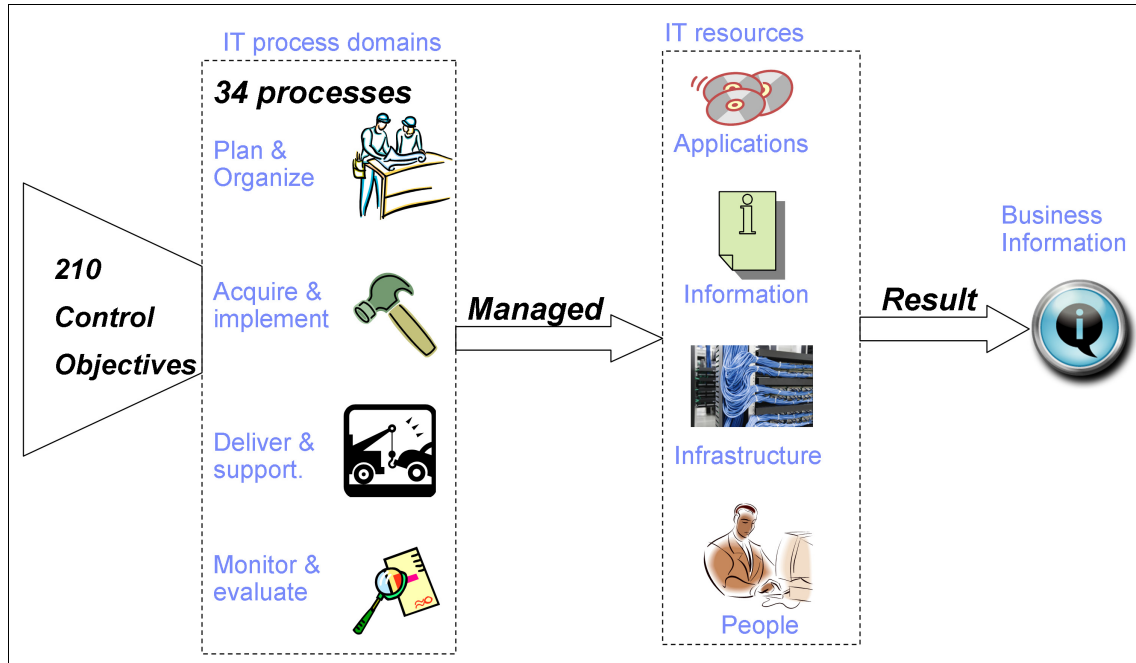 IT process domains
34 processes
Plan &
Organize
Acquire &
implement
Deliver &
support.
Monitor &
evaluate
210
Control
Objectives
Managed
IT resources
Applications
i
Information
Infrastructure
People
Result
Business
Information
i